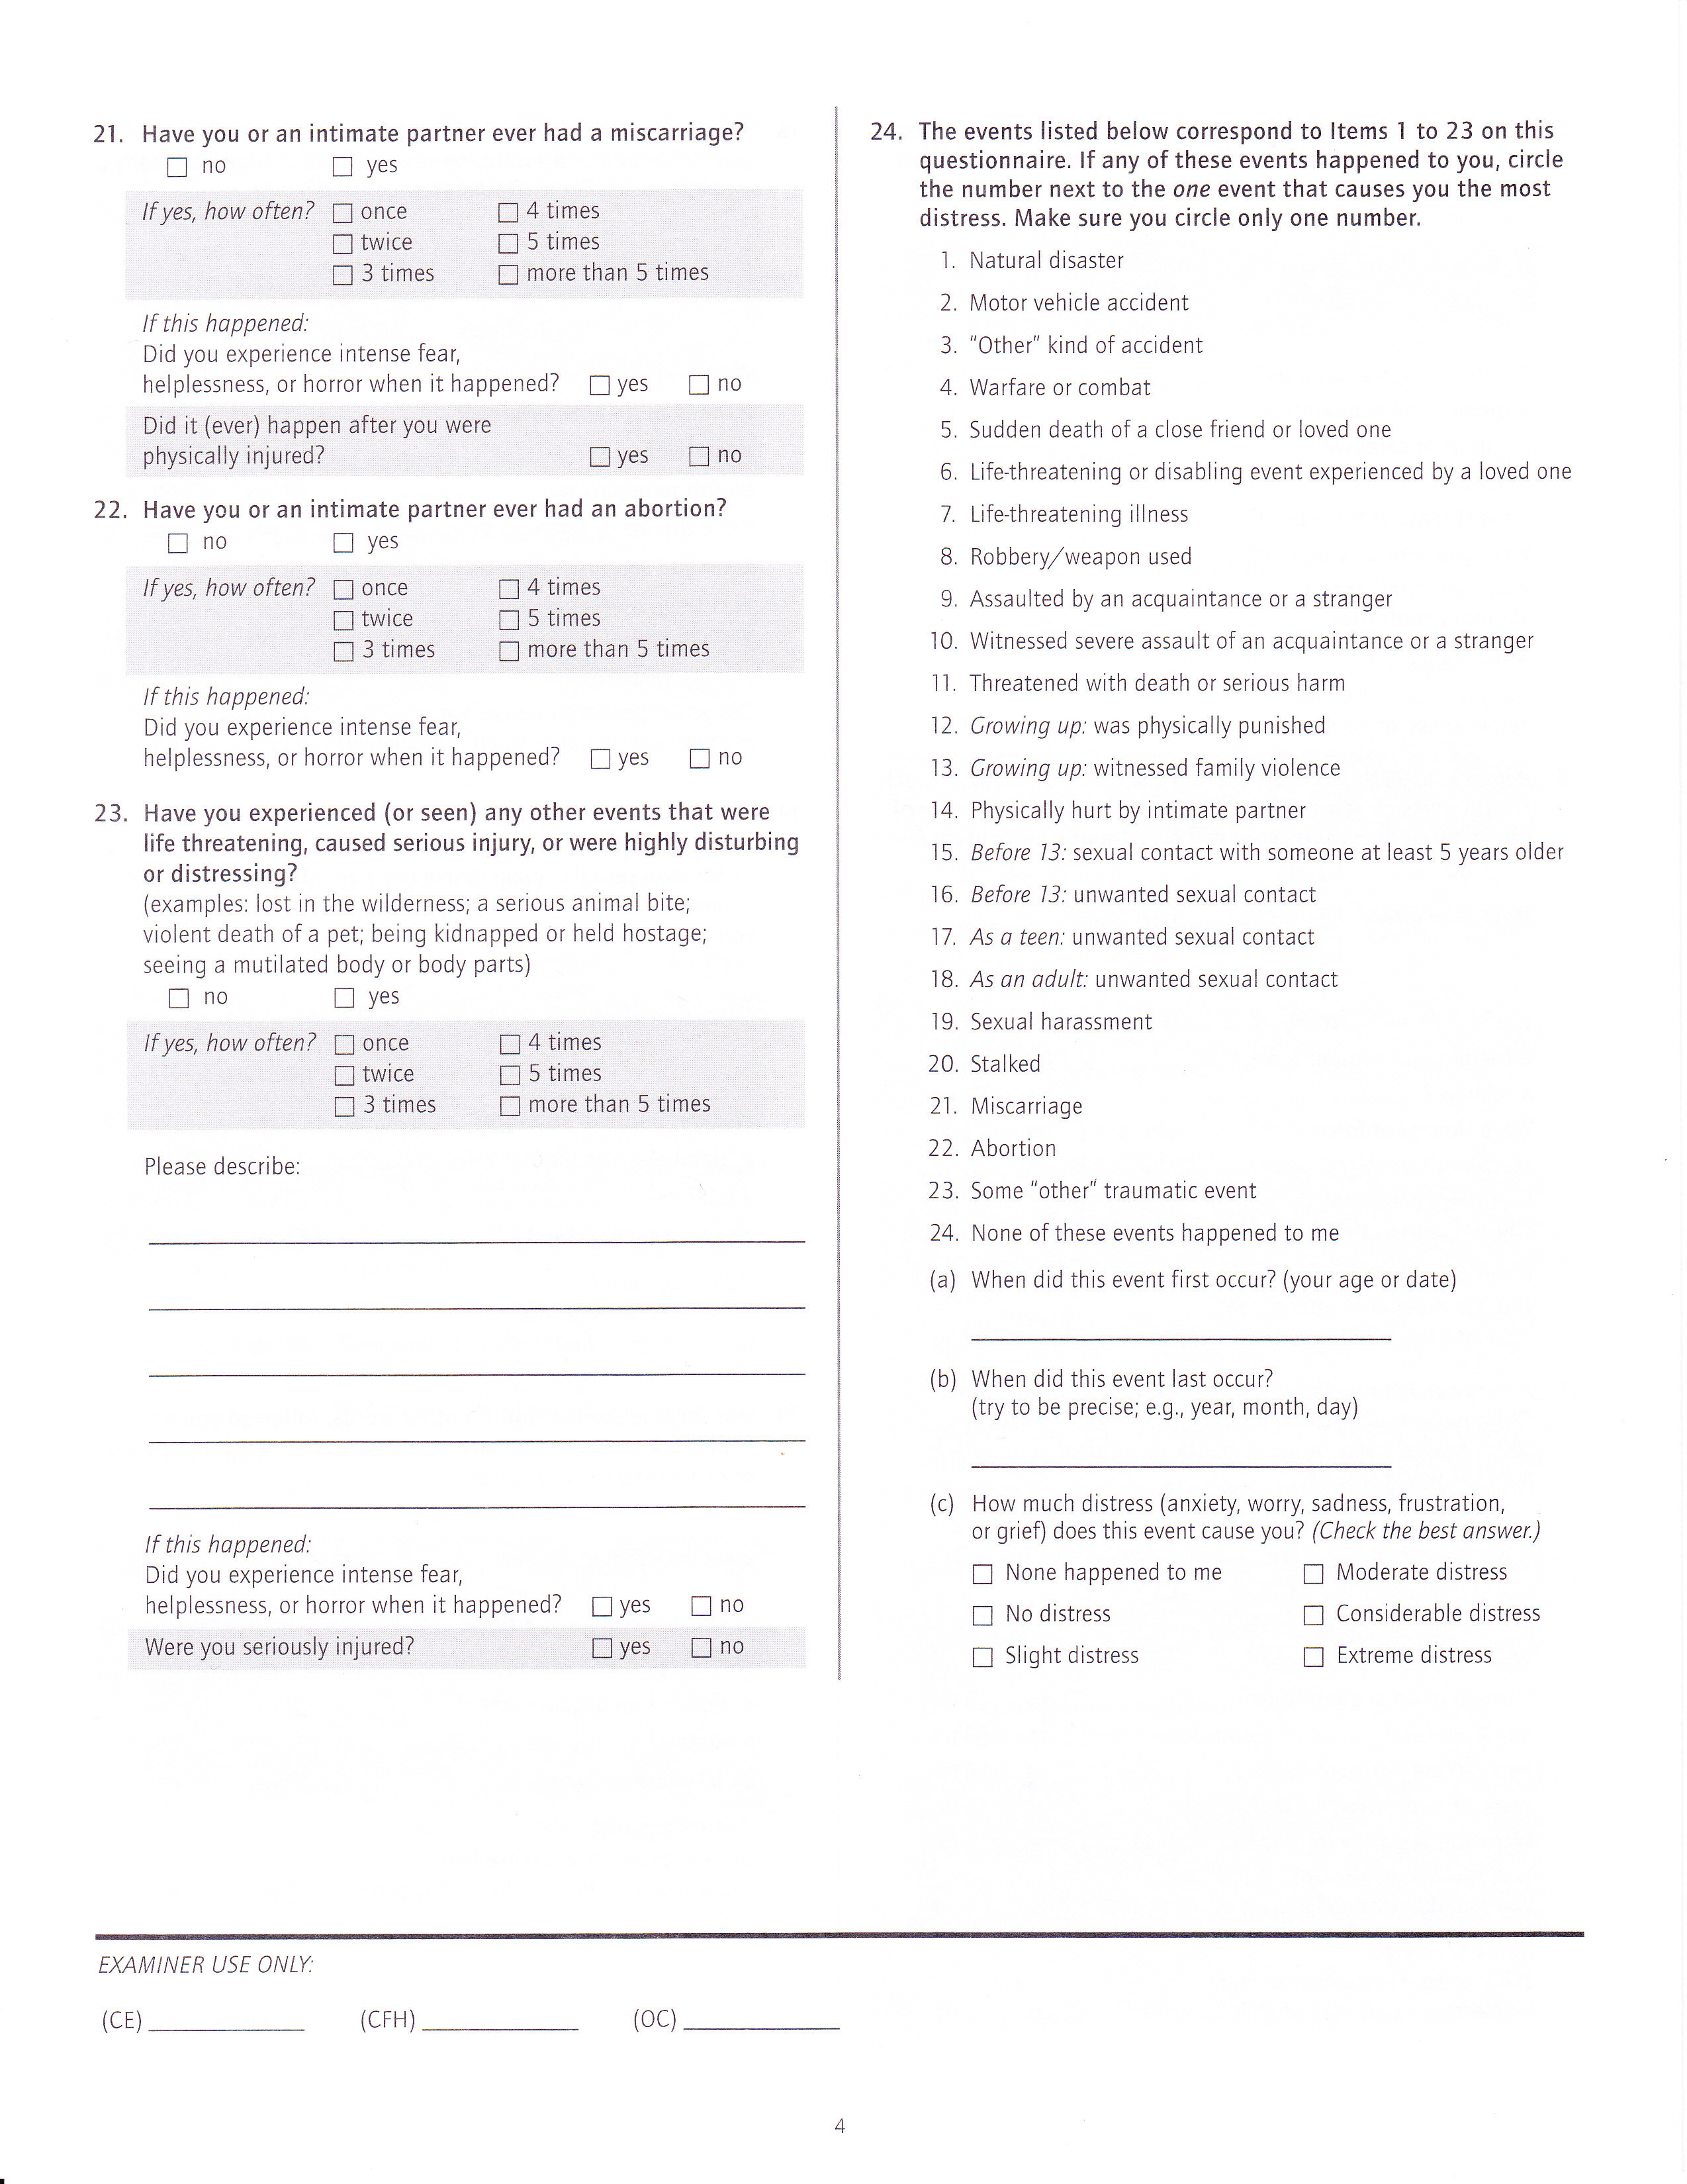 21. Have you or an intimate partner ever had a miscarriage?
no yes
If yes, how often? once 4 times
twice 5 times
3 times more than 5 times
If this happened:
Did you experience intense fear,
helplessness, or horror when it happened? yes no
Did it (ever) happen after you were
physically injured? yes no
22. Have you or an intimate partner ever had an abortion?
no yes
If yes, how often? once 4 times
twice 5 times
3 times more than 5 times
If this happened:
Did you experience intense fear,
helplessness, or horror when it happened? yes no
23. Have you experienced (or seen) any other events that were
life threatening, caused serious injury, or were highly disturbing
or distressing?
(examples: lost in the wilderness; a serious animal bite;
violent death of a pet; being kidnapped or held hostage;
seeing a mutilated body or body parts)
no yes
If yes, how often? once 4 times
twice 5 times
3 times more than 5 times
Please describe:
If this happened:
Did you experience intense fear,
helplessness, or horror when it happened? yes no
Were you seriously injured? yes no
24. The events listed below correspond to Items 1 to 23 on this
questionnaire. If any of these events happened to you, circle
the number next to the one event that causes you the most
distress. Make sure you circle only one number.
1. Natural disaster
2. Motor vehicle accident
3. "Other" kind of accident
4. Warfare or combat
5. Sudden death of a close friend or loved one
6. Life-threatening or disabling event experienced by a loved one
7. Life-threatening illness
8. Robbery/weapon used
9. Assaulted by an acquaintance or a stranger
10. Witnessed severe assault of an acquaintance or a stranger
11. Threatened with death or serious harm
12. Growing up: was physically punished
13. Growing up: witnessed family violence
14. Physically hurt by intimate partner
15. Before 13: sexual contact with someone at least 5 years older
16. Before 13: unwanted sexual contact
17. As a teen: unwanted sexual contact
18. As an adult: unwanted sexual contact
19. Sexual harassment
20. Stalked
21. Miscarriage
22. Abortion
23. Some "other" traumatic event
24. None of these events happened to me
(a) When did this event first occur? (your age or date)
(b) When did this event last occur?
(try to be precise; e.g., year, month, day)
(c) How much distress (anxiety, worry, sadness, frustration,
or grief) does this event cause you? (Check the best answer.)
None happened to me Moderate distress
No distress Considerable distress
Slight distress Extreme distress
EXAMINER USE ONLY:
(CE) (CFH) (OC)
4